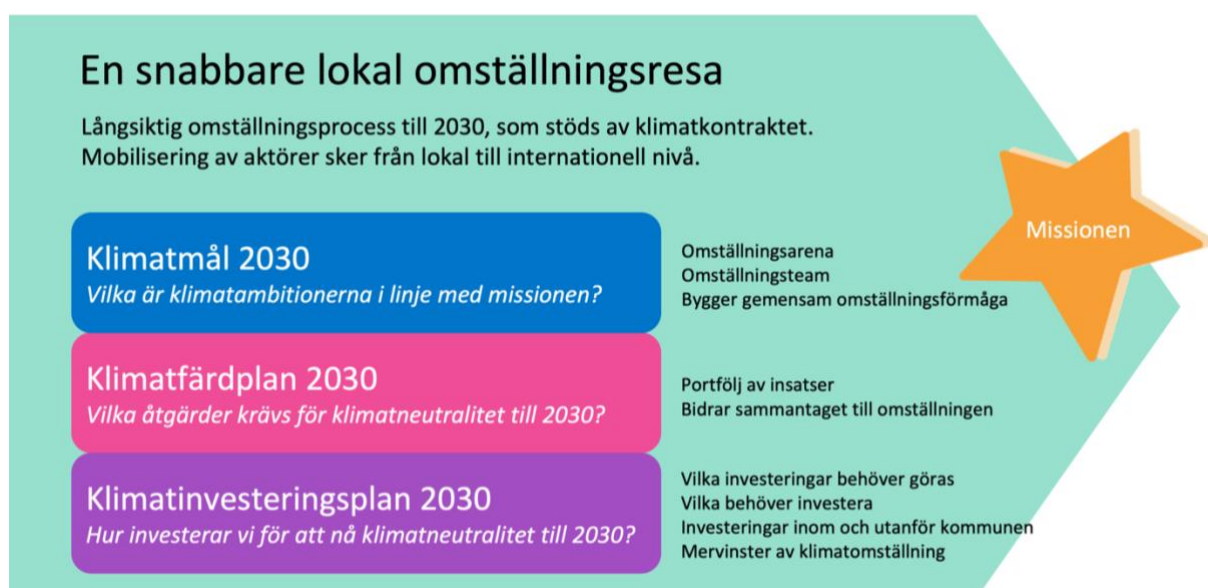 En snabbare lokal omställningsresa
Långsiktig omställningsprocess till 2030, som stöds av klimatkontraktet.
Mobilisering av aktörer sker från lokal till internationell nivå.
Missionen
Klimatmål 2030
Vilka är klimatambitionerna i linje med missionen?
Omställningsarena
Omställningsteam
Bygger gemensam omställningsförmåga
Klimatfärdplan 2030
Vilka åtgärder krävs för klimatneutralitet till 2030?
Portfölj av insatser
Bidrar sammantaget till omställningen
Klimatinvesteringsplan 2030
Hur investerar vi för att nå klimatneutralitet till 2030?
Vilka investeringar behöver göras
Vilka behöver investera
Investeringar inom och utanför kommunen
Mervinster av klimatomställning